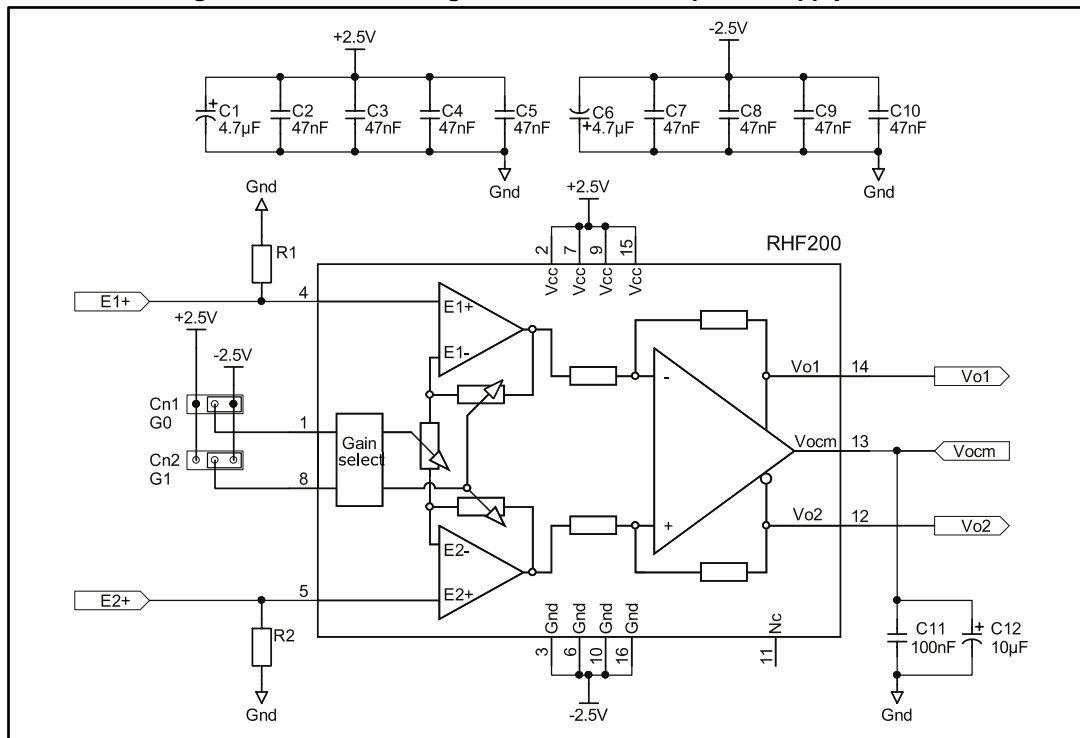 +2.5V
-2.5V
+ C1
4.7µF
C2
47nF
C3
47nF
C4
47nF
C5
47nF
C6
+ 4.7µF
C7
47nF
C8
47nF
C9
47nF
C10
47nF
Gnd
Gnd
Gnd
+2.5V
RHF200
R1
2
7
9
15
Vcc
Vcc
Vcc
Vcc
E1+
4
E1+
E1-
+2.5V
-2.5V
Cn1
G0
1
Cn2
G1
8
Gain
select
-
+
Vo1
14
Vo1
Vocm
13
Vocm
Vo2
12
Vo2
E2-
E2+
E2+
5
R2
Gnd
Gnd
Gnd
Gnd
Gnd
3
6
10
16
-2.5V
Nc
11
C11
100nF
+ C12
10µF
Gnd